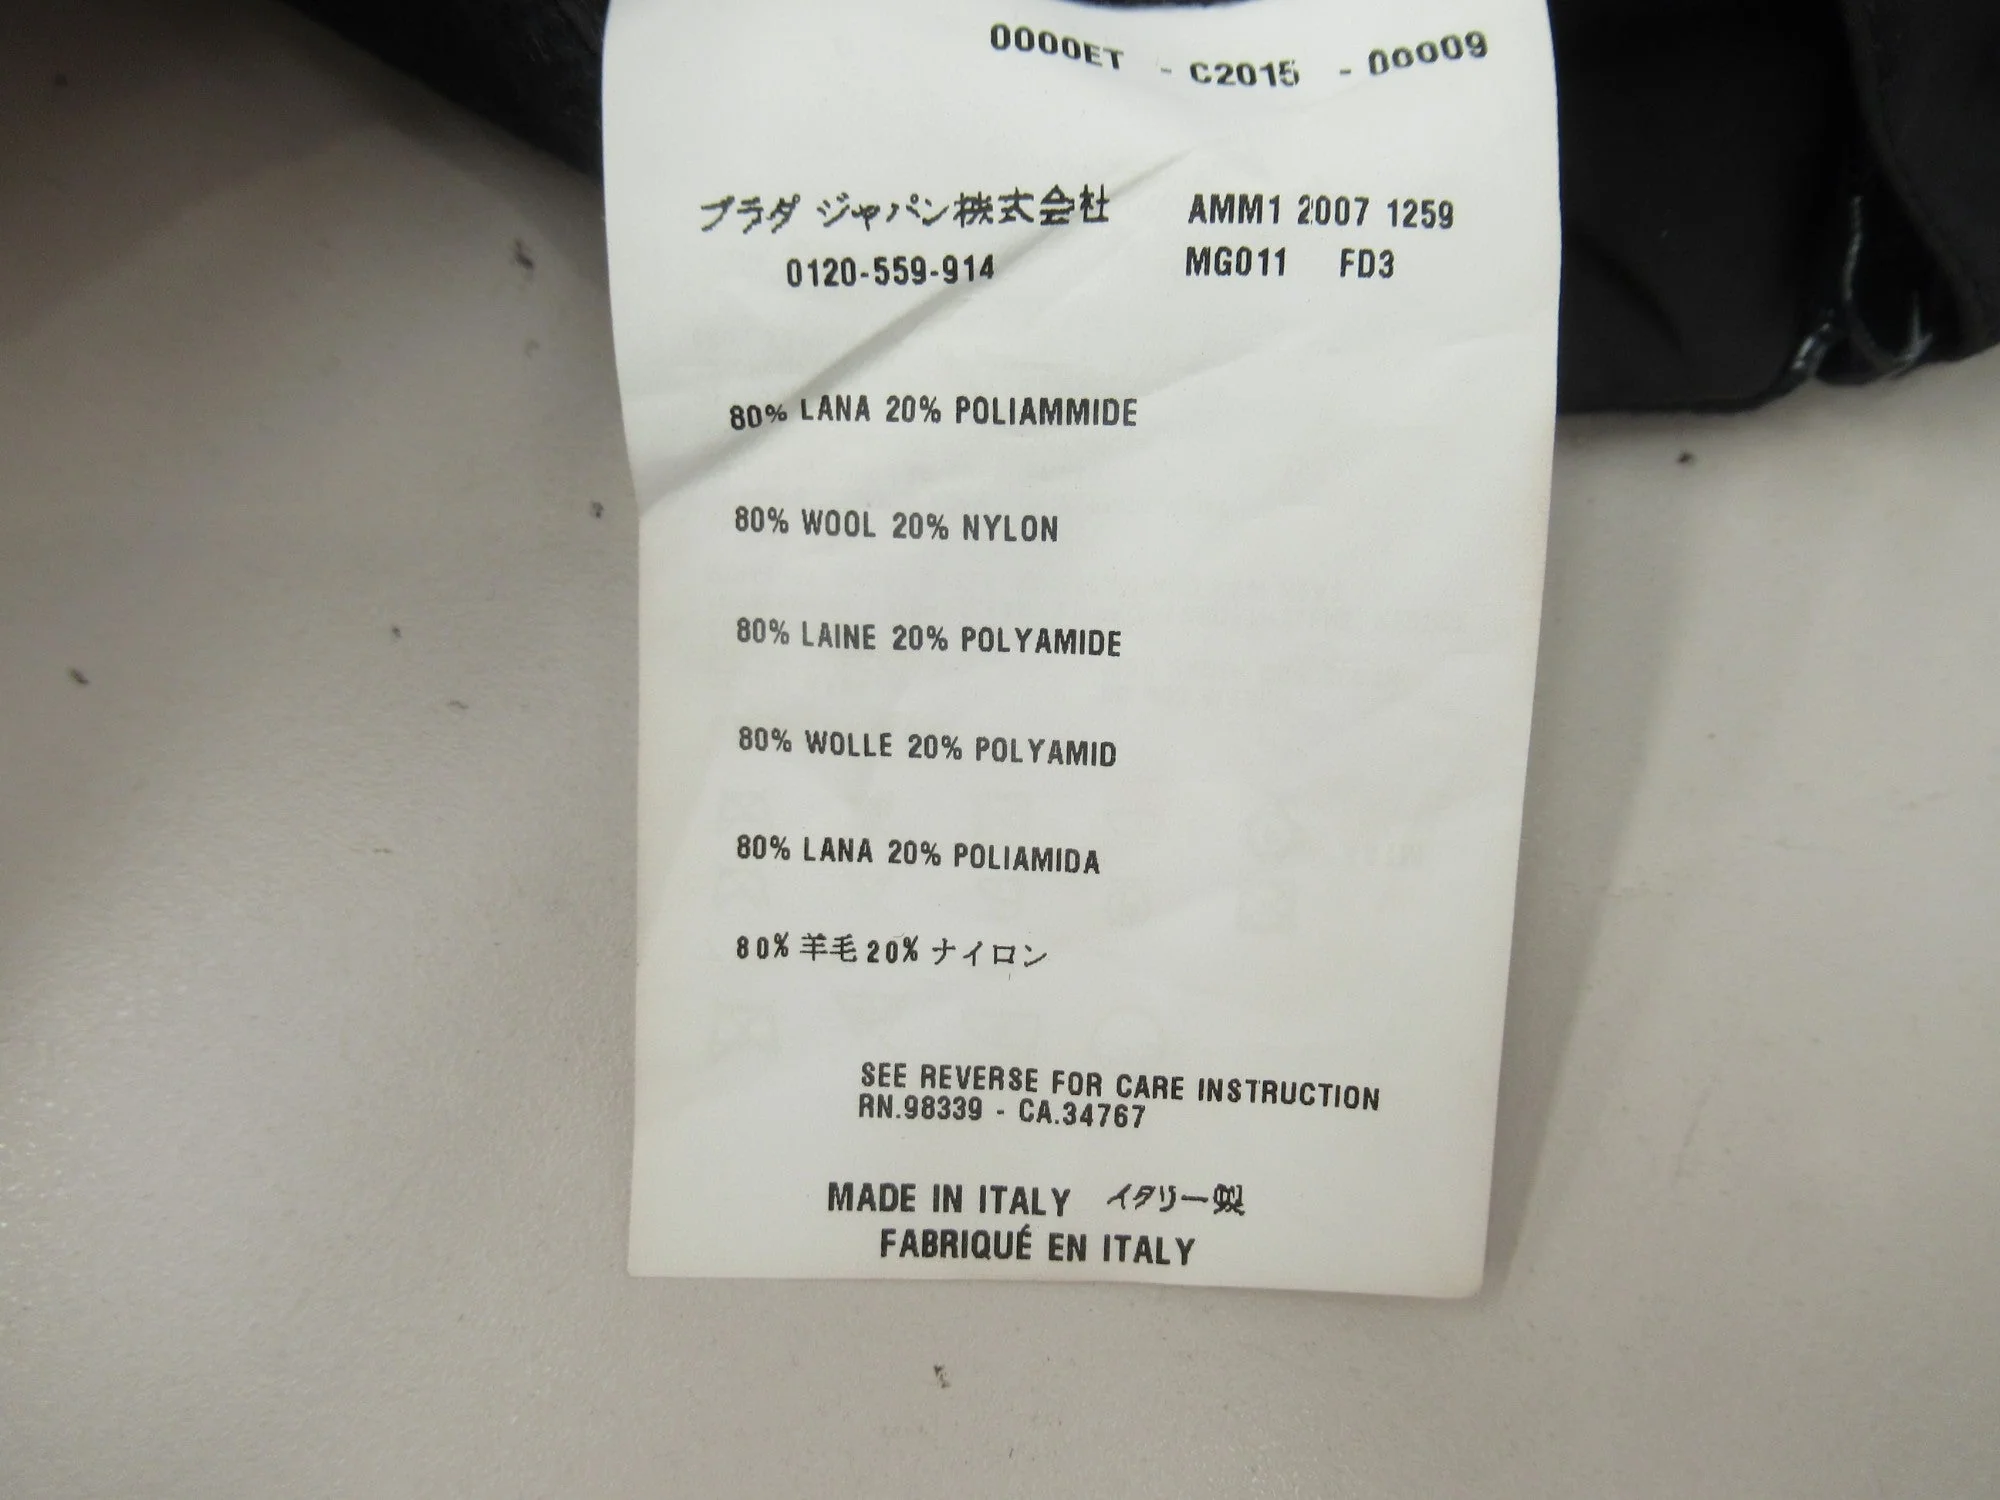 0000ET - C2015 - 00009
プラダ ジャパン株式会社 AMM1 2007 1259
0120-559-914 MG011 FD3
80% LANA 20% POLIAMMIDE
80% WOOL 20% NYLON
80% LAINE 20% POLYAMIDE
80% WOLLE 20% POLYAMID
80% LANA 20% POLIAMIDA
80% 羊毛 20% ナイロン
SEE REVERSE FOR CARE INSTRUCTION
RN.98339 - CA.34767
MADE IN ITALY イタリー製
FABRIQUÉ EN ITALY